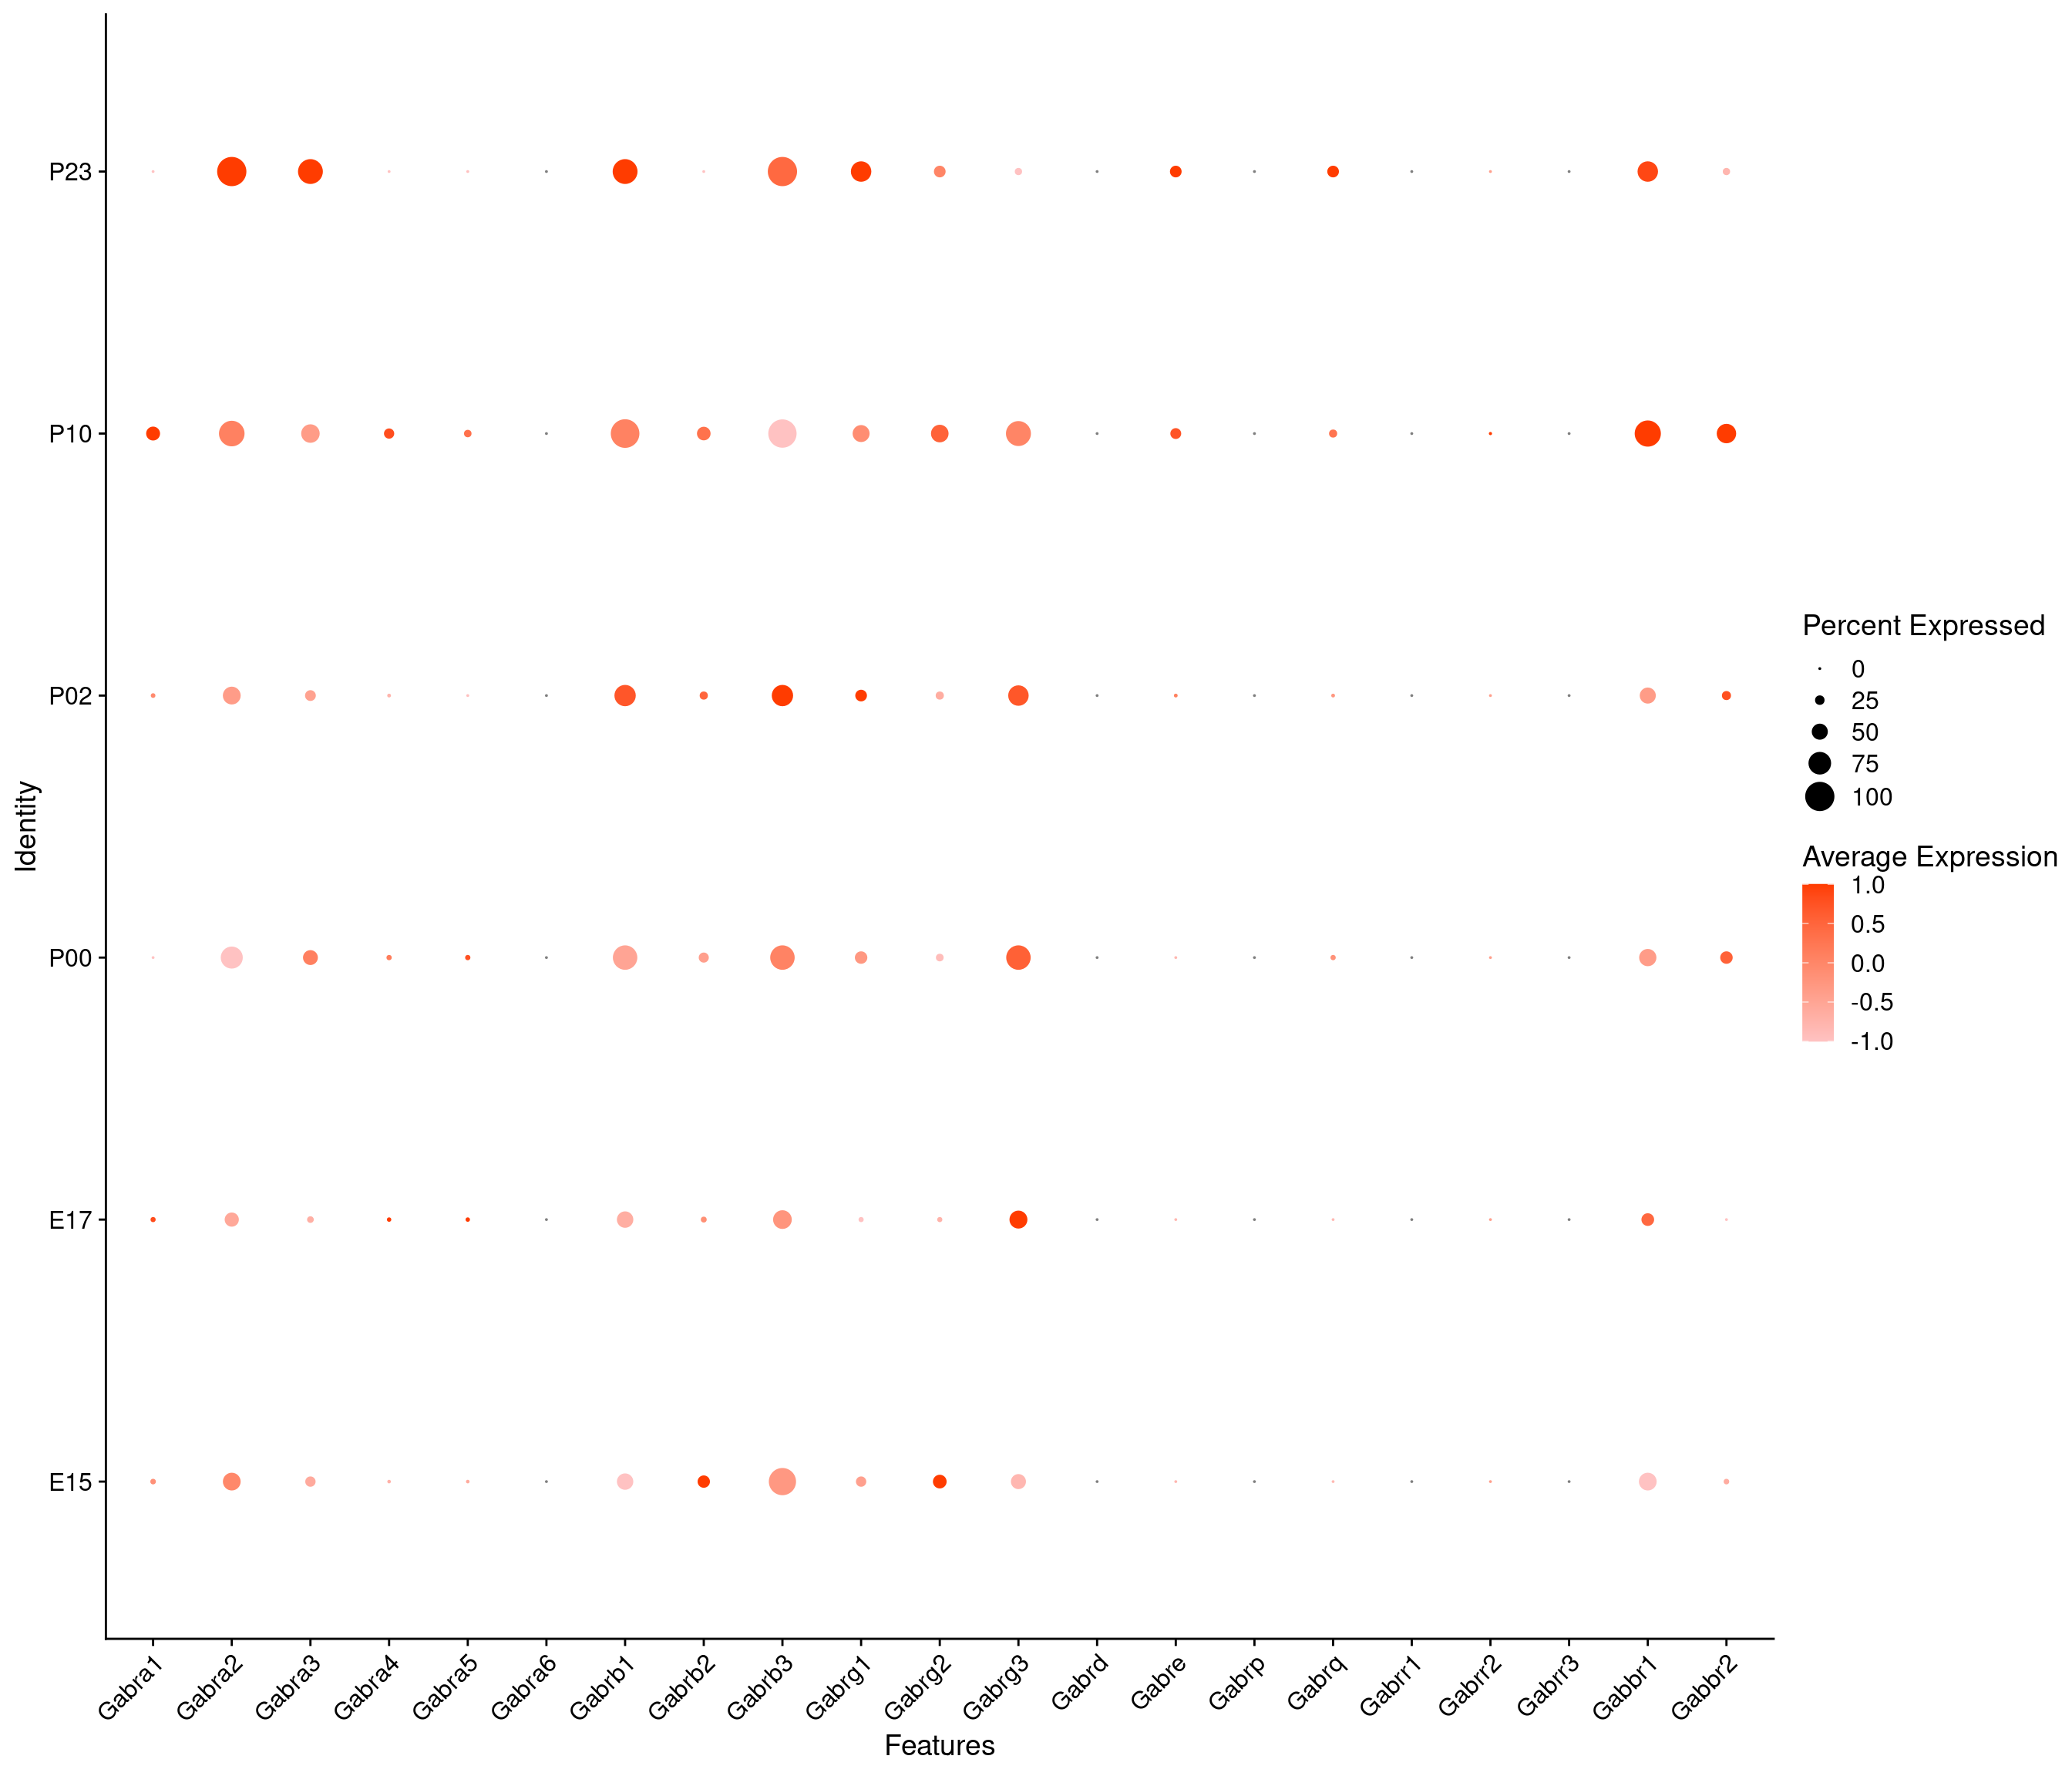 P23
P10
P02
P00
E17
E15
Identity
Gabra1
Gabra2
Gabra3
Gabra4
Gabra5
Gabra6
Gabrb1
Gabrb2
Gabrb3
Gabrg1
Gabrg2
Gabrg3
Gabrd
Gabre
Gabrp
Gabrq
Gabrr1
Gabrr2
Gabrr3
Gabbr1
Gabbr2
Features
Percent Expressed
0
25
50
75
100
Average Expression
1.0
0.5
0.0
-0.5
-1.0